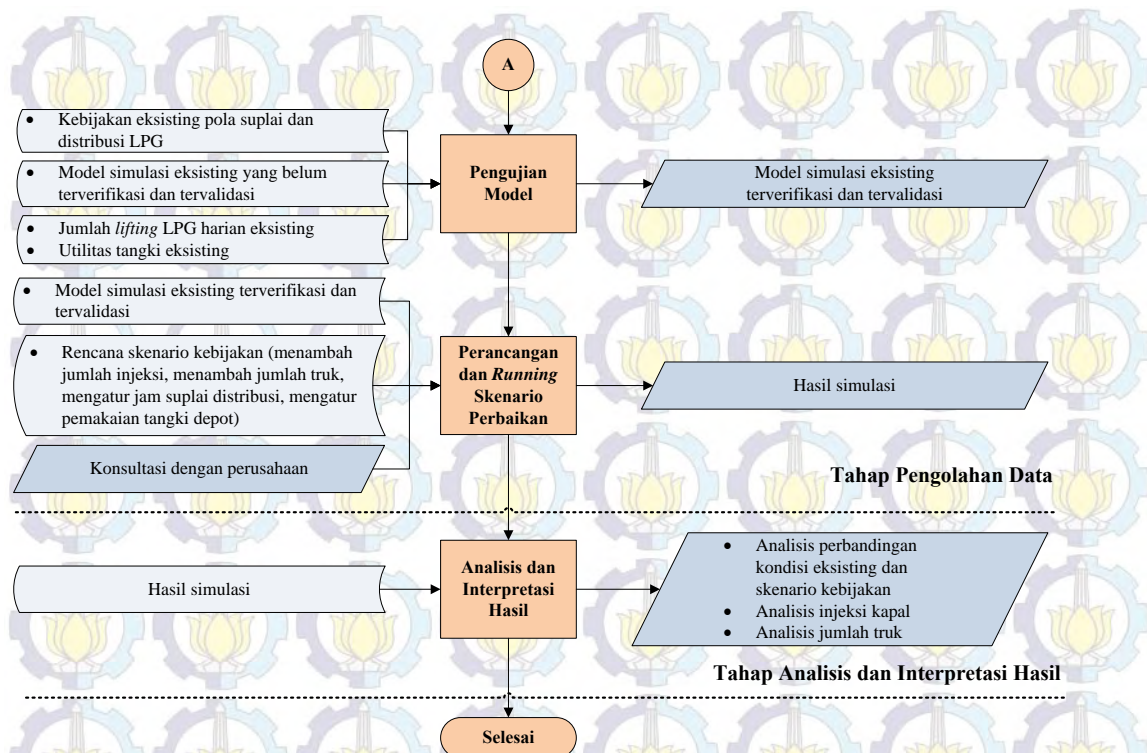 A
• Kebijakan eksisting pola suplai dan
distribusi LPG
• Model simulasi eksisting yang belum
terverifikasi dan tervalidasi
• Jumlah lifting LPG harian eksisting
• Utilitas tangki eksisting
Pengujian
Model
Model simulasi eksisting
terverifikasi dan tervalidasi
• Model simulasi eksisting terverifikasi dan
tervalidasi
• Rencana skenario kebijakan (menambah
jumlah injeksi, menambah jumlah truk,
mengatur jam suplai distribusi, mengatur
pemakaian tangki depot)
Konsultasi dengan perusahaan
Perancangan
dan Running
Skenario
Perbaikan
Hasil simulasi
Tahap Pengolahan Data
Hasil simulasi
Analisis dan
Interpretasi
Hasil
• Analisis perbandingan
kondisi eksisting dan
skenario kebijakan
• Analisis injeksi kapal
• Analisis jumlah truk
Tahap Analisis dan Interpretasi Hasil
Selesai